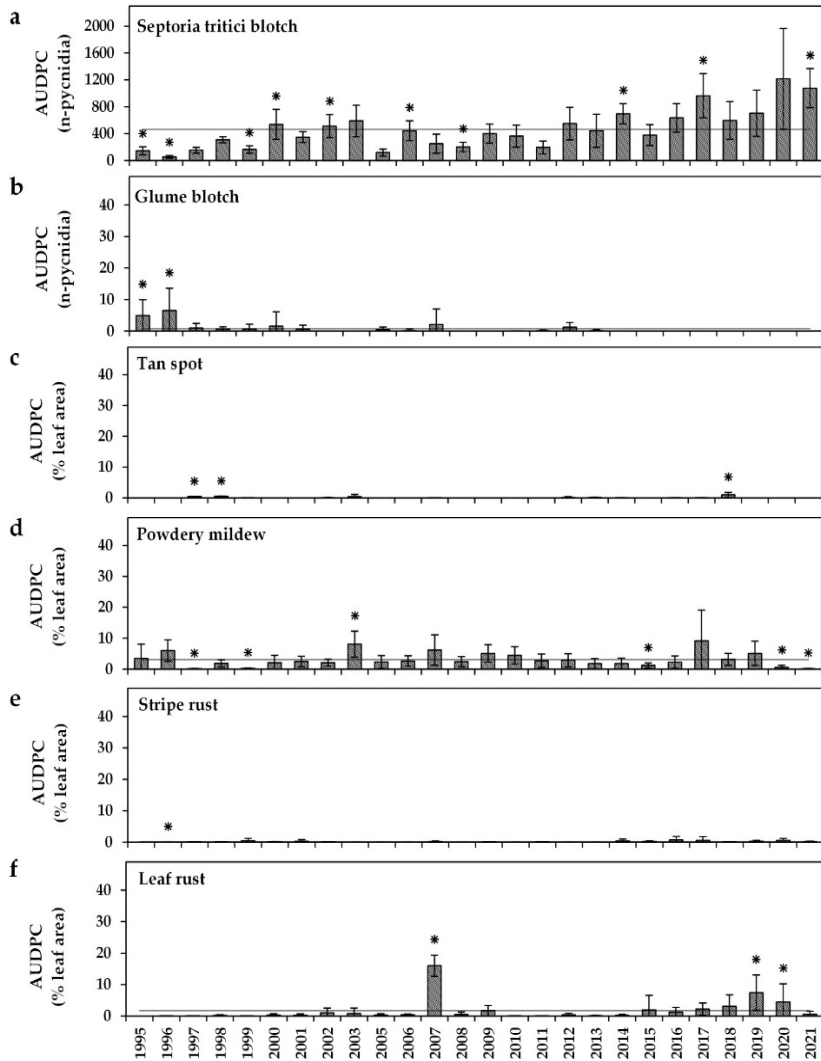 a
Septoria tritici blotch
AUDPC
(n-pycnidia)
2000
1600
1200
800
400
0
b
Glume blotch
AUDPC
(n-pycnidia)
40
30
20
10
0
c
Tan spot
AUDPC
(% leaf area)
40
30
20
10
0
d
Powdery mildew
AUDPC
(% leaf area)
40
30
20
10
0
e
Stripe rust
AUDPC
(% leaf area)
40
30
20
10
0
f
Leaf rust
AUDPC
(% leaf area)
40
30
20
10
0
1995
1996
1997
1998
1999
2000
2001
2002
2003
2005
2006
2007
2008
2009
2010
2011
2012
2013
2014
2015
2016
2017
2018
2019
2020
2021